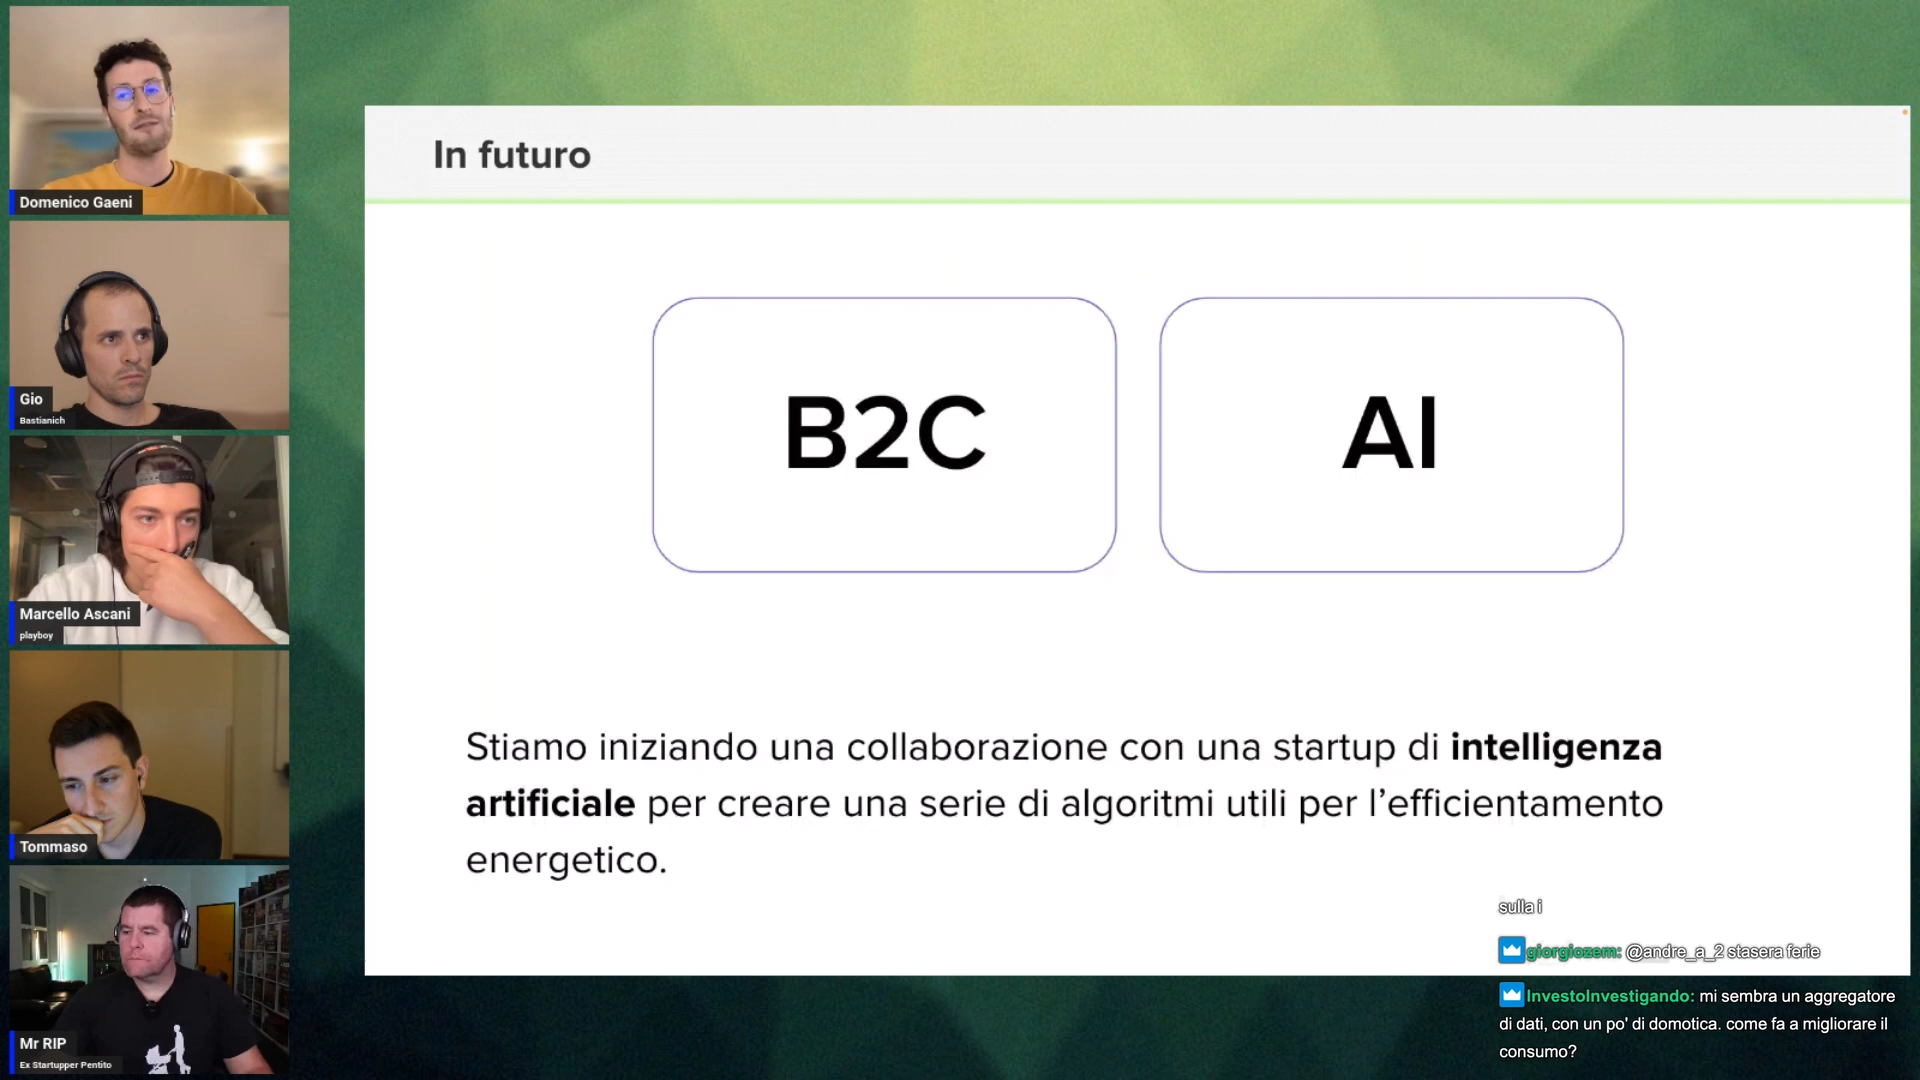 Domenico Gaeni
Gio
Bastianich
Marcello Ascani
playboy
Tommaso
Mr RIP
Ex Startupper Pentito
In futuro
B2C
AI
Stiamo iniziando una collaborazione con una startup di intelligenza
artificiale per creare una serie di algoritmi utili per l’efficientamento
energetico.
sulla i
giorgiozem: @andre_a_2 stasera ferie
InvestoInvestigando: mi sembra un aggregatore
di dati, con un po' di domotica. come fa a migliorare il
consumo?